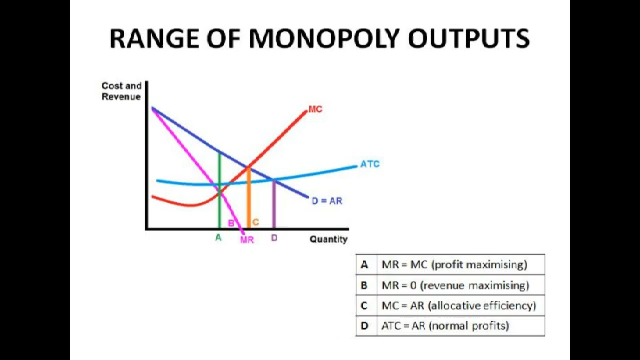 RANGE OF MONOPOLY OUTPUTS
Cost and
Revenue
MC
ATC
D = AR
B
C
A
MR
D
Quantity
A MR = MC (profit maximising)
B MR = 0 (revenue maximising)
C MC = AR (allocative efficiency)
D ATC = AR (normal profits)